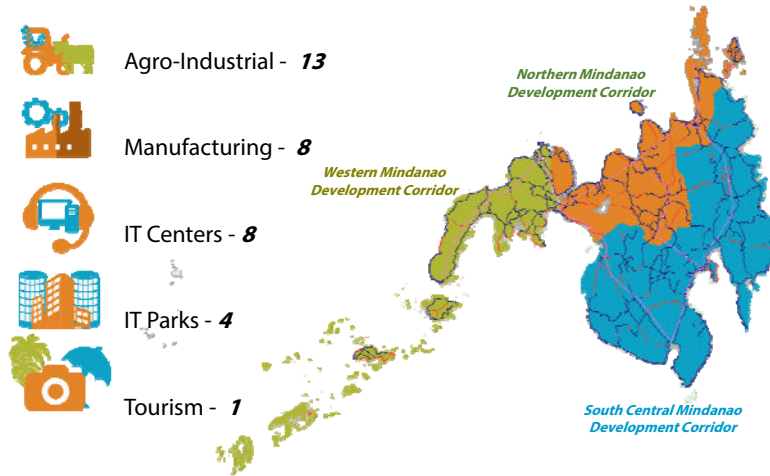 Agro-Industrial - 13
Manufacturing - 8
IT Centers - 8
IT Parks - 4
Tourism - 1
Northern Mindanao
Development Corridor
Western Mindanao
Development Corridor
South Central Mindanao
Development Corridor